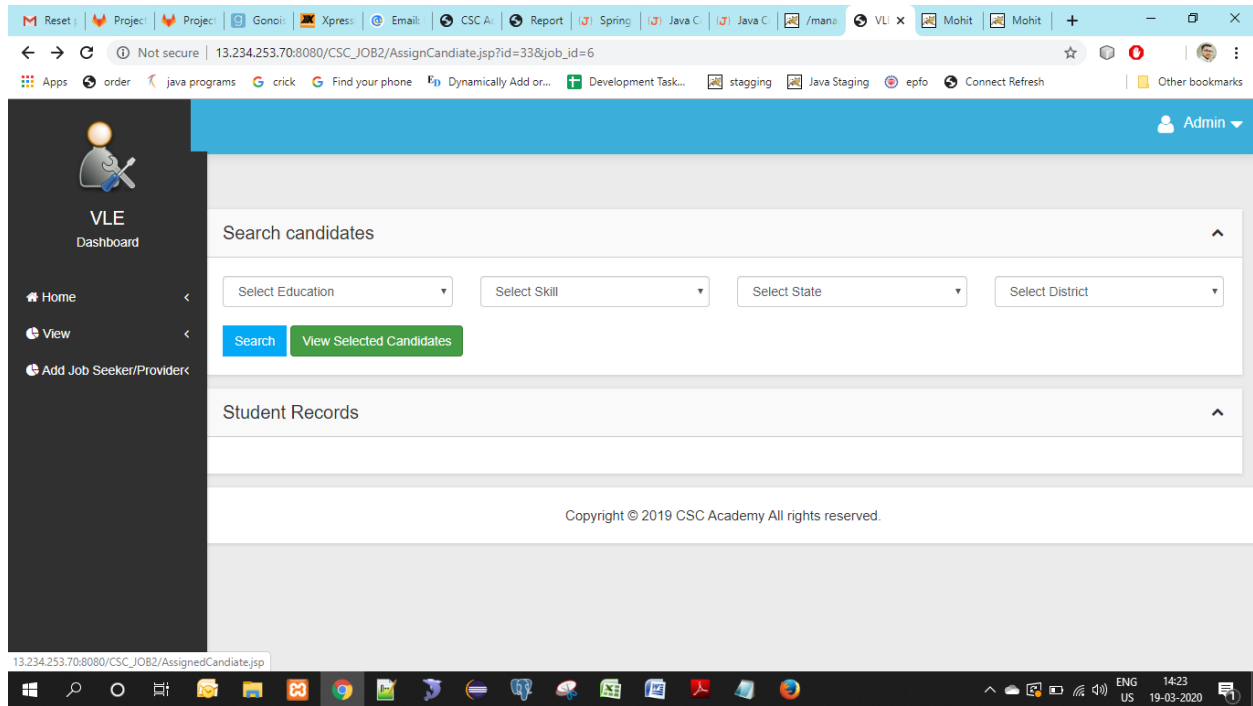 Reset Project Project Gonoi Xpress Email: CSC Ac Report Spring Java C Java C /mana VLI Mohit Mohit
Not secure | 13.234.253.70:8080/CSC_JOB2/AssignCandiate.jsp?id=33&job_id=6
Apps order java programs G crick G Find your phone ED Dynamically Add or... Development Task... stagging Java Staging epfo Connect Refresh Other bookmarks
Admin
VLE
Dashboard
Home
View
Add Job Seeker/Provider
Search candidates
Select Education Select Skill Select State Select District
Search View Selected Candidates
Student Records
Copyright © 2019 CSC Academy All rights reserved.
13.234.253.70:8080/CSC_JOB2/AssignedCandiate.jsp
ENG 14:23
US 19-03-2020